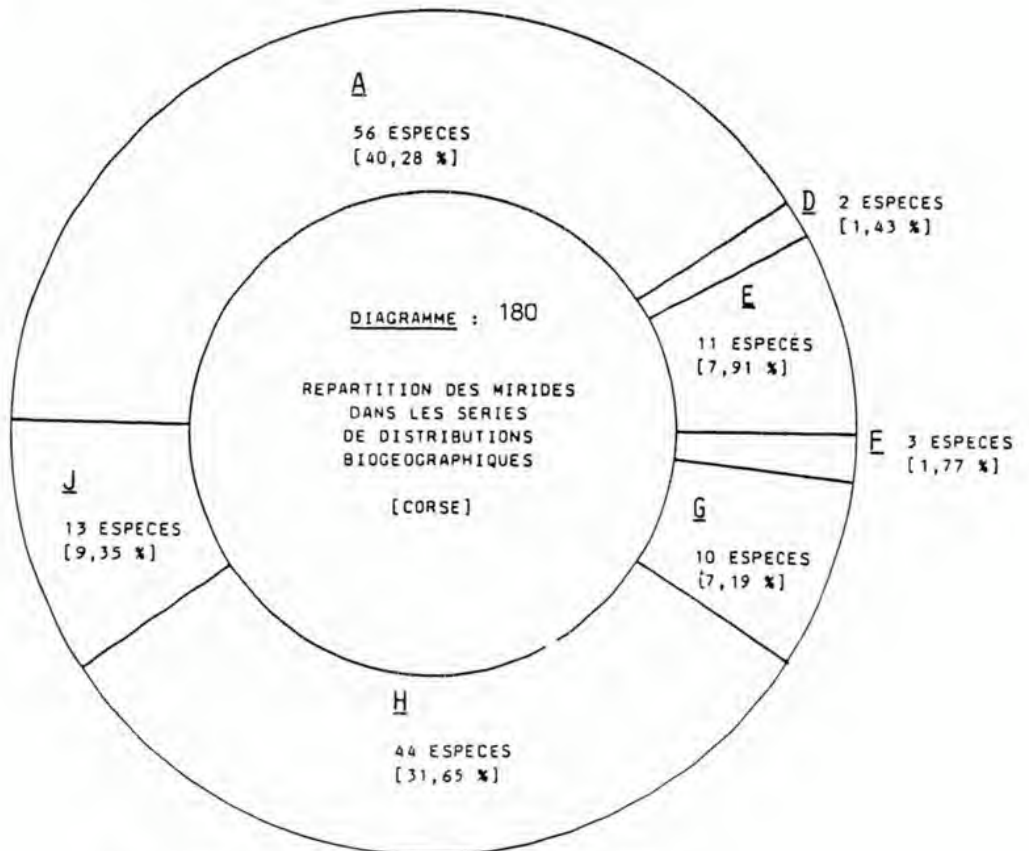 A
56 ESPECES
[40,28 %]
D
2 ESPECES
[1,43 %]
E
11 ESPECES
[7,91 %]
F
3 ESPECES
[1,77 %]
G
10 ESPECES
[7,19 %]
H
44 ESPECES
[31,65 %]
J
13 ESPECES
[9,35 %]
DIAGRAMME : 180
REPARTITION DES MIRIDES
DANS LES SERIES
DE DISTRIBUTIONS
BIOGEOGRAPHIQUES
[CORSE]